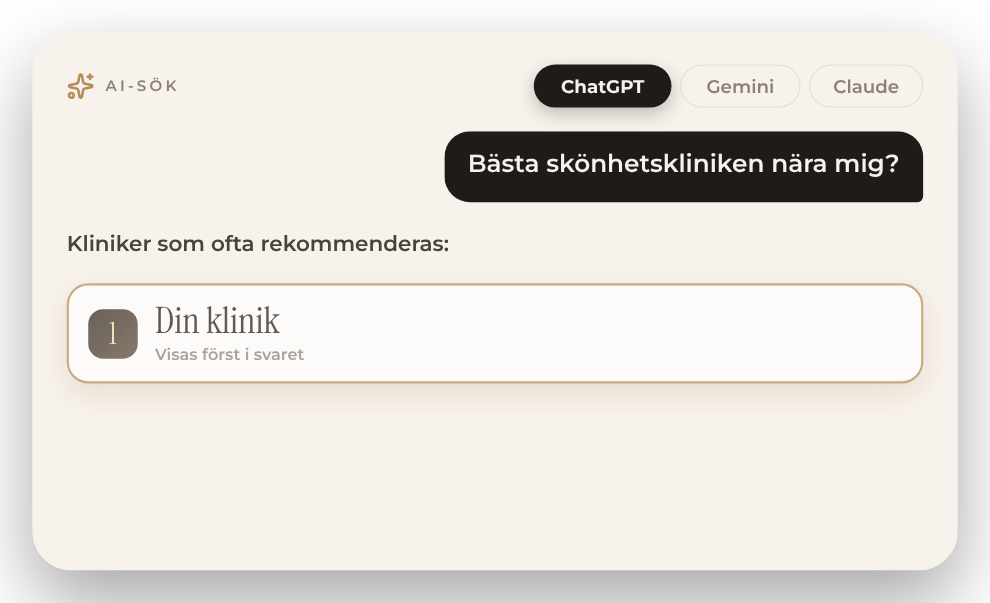 AI-SÖK
ChatGPT
Gemini
Claude
Bästa skönhetskliniken nära mig?
Kliniker som ofta rekommenderas:
1
Din klinik
Visas först i svaret